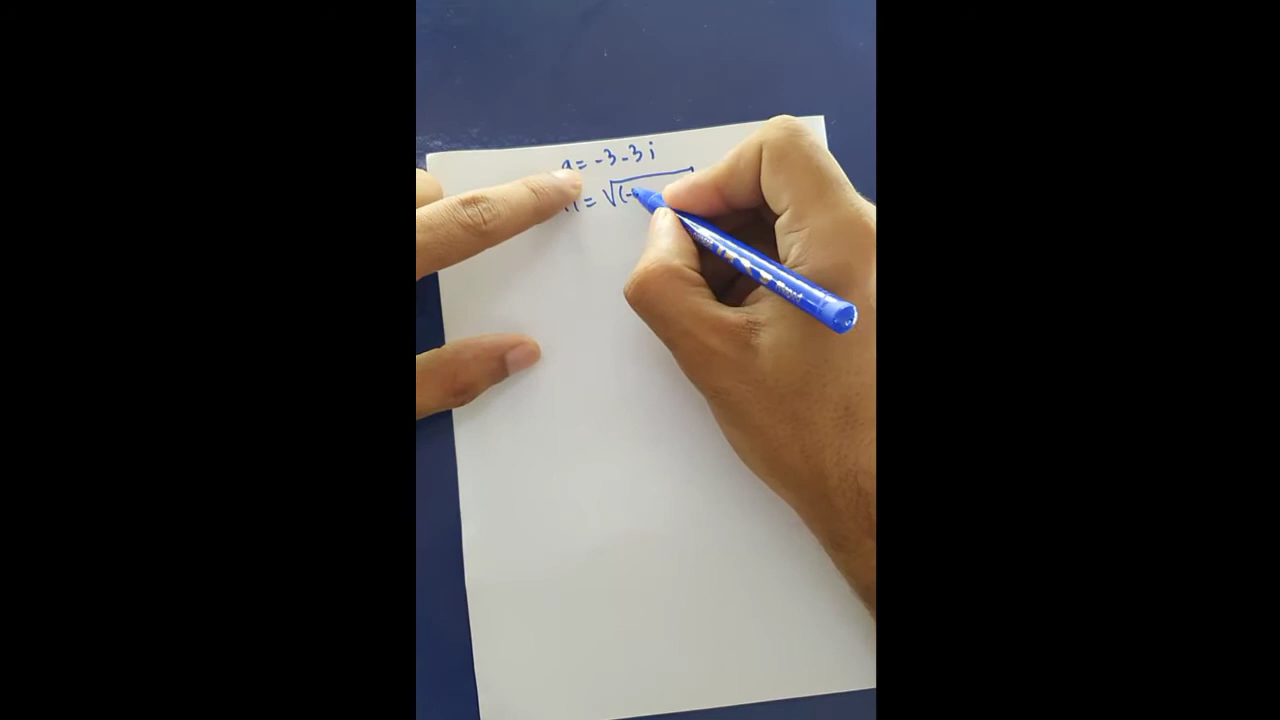 a = -3 - 3i
= √(-